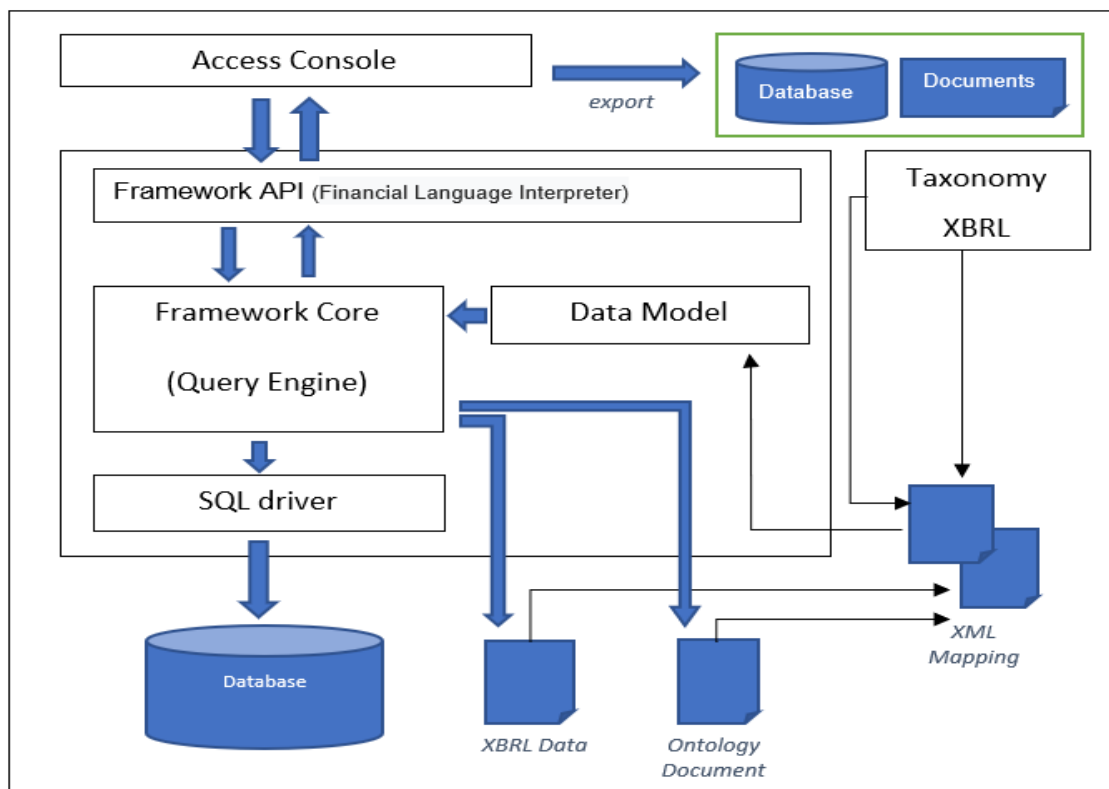 Access Console
export
Database
Documents
Framework API (Financial Language Interpreter)
Taxonomy
XBRL
Framework Core
(Query Engine)
Data Model
SQL driver
Database
XBRL Data
Ontology
Document
XML
Mapping